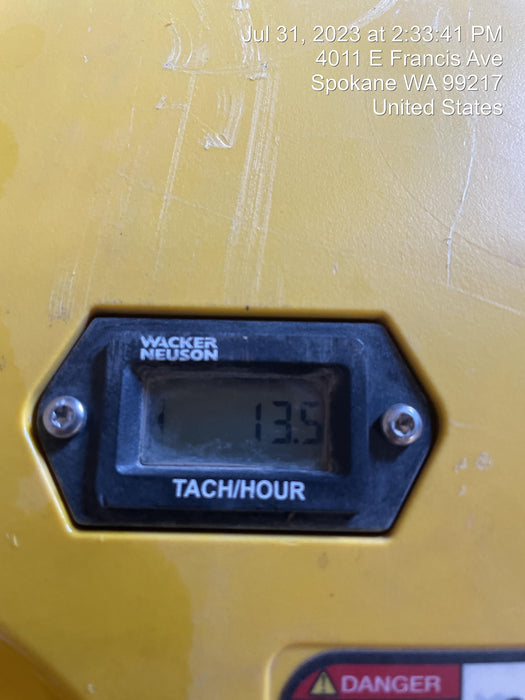 Jul 31, 2023 at 2:33:41 PM
4011 E Francis Ave
Spokane WA 99217
United States
WACKER
NEUSON
13.5
TACH/HOUR
DANGER